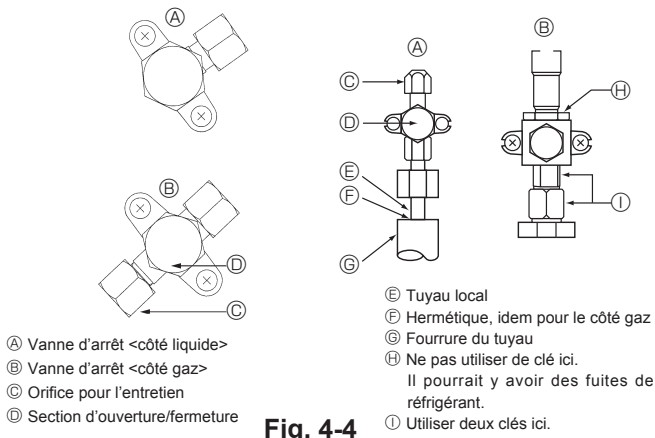 Ⓐ
Ⓑ
Ⓓ
Ⓒ
Ⓐ
Ⓒ
Ⓓ
Ⓔ
Ⓕ
Ⓖ
Ⓑ
Ⓗ
Ⓘ
Ⓐ Vanne d'arrêt <côté liquide>
Ⓑ Vanne d'arrêt <côté gaz>
Ⓒ Orifice pour l'entretien
Ⓓ Section d'ouverture/fermeture
Ⓔ Tuyau local
Ⓕ Hermétique, idem pour le côté gaz
Ⓖ Fourrure du tuyau
Ⓗ Ne pas utiliser de clé ici.
Il pourrait y avoir des fuites de
réfrigérant.
Ⓘ Utiliser deux clés ici.
Fig. 4-4